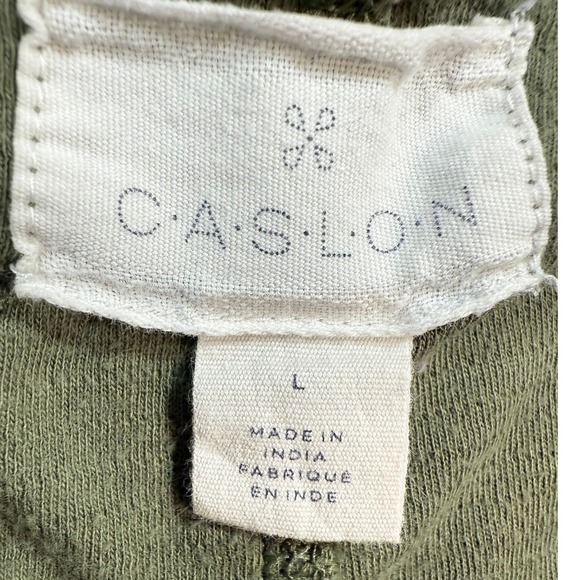 C·A·S·L·O·N
L
MADE IN
INDIA
FABRIQUÉ
EN INDE